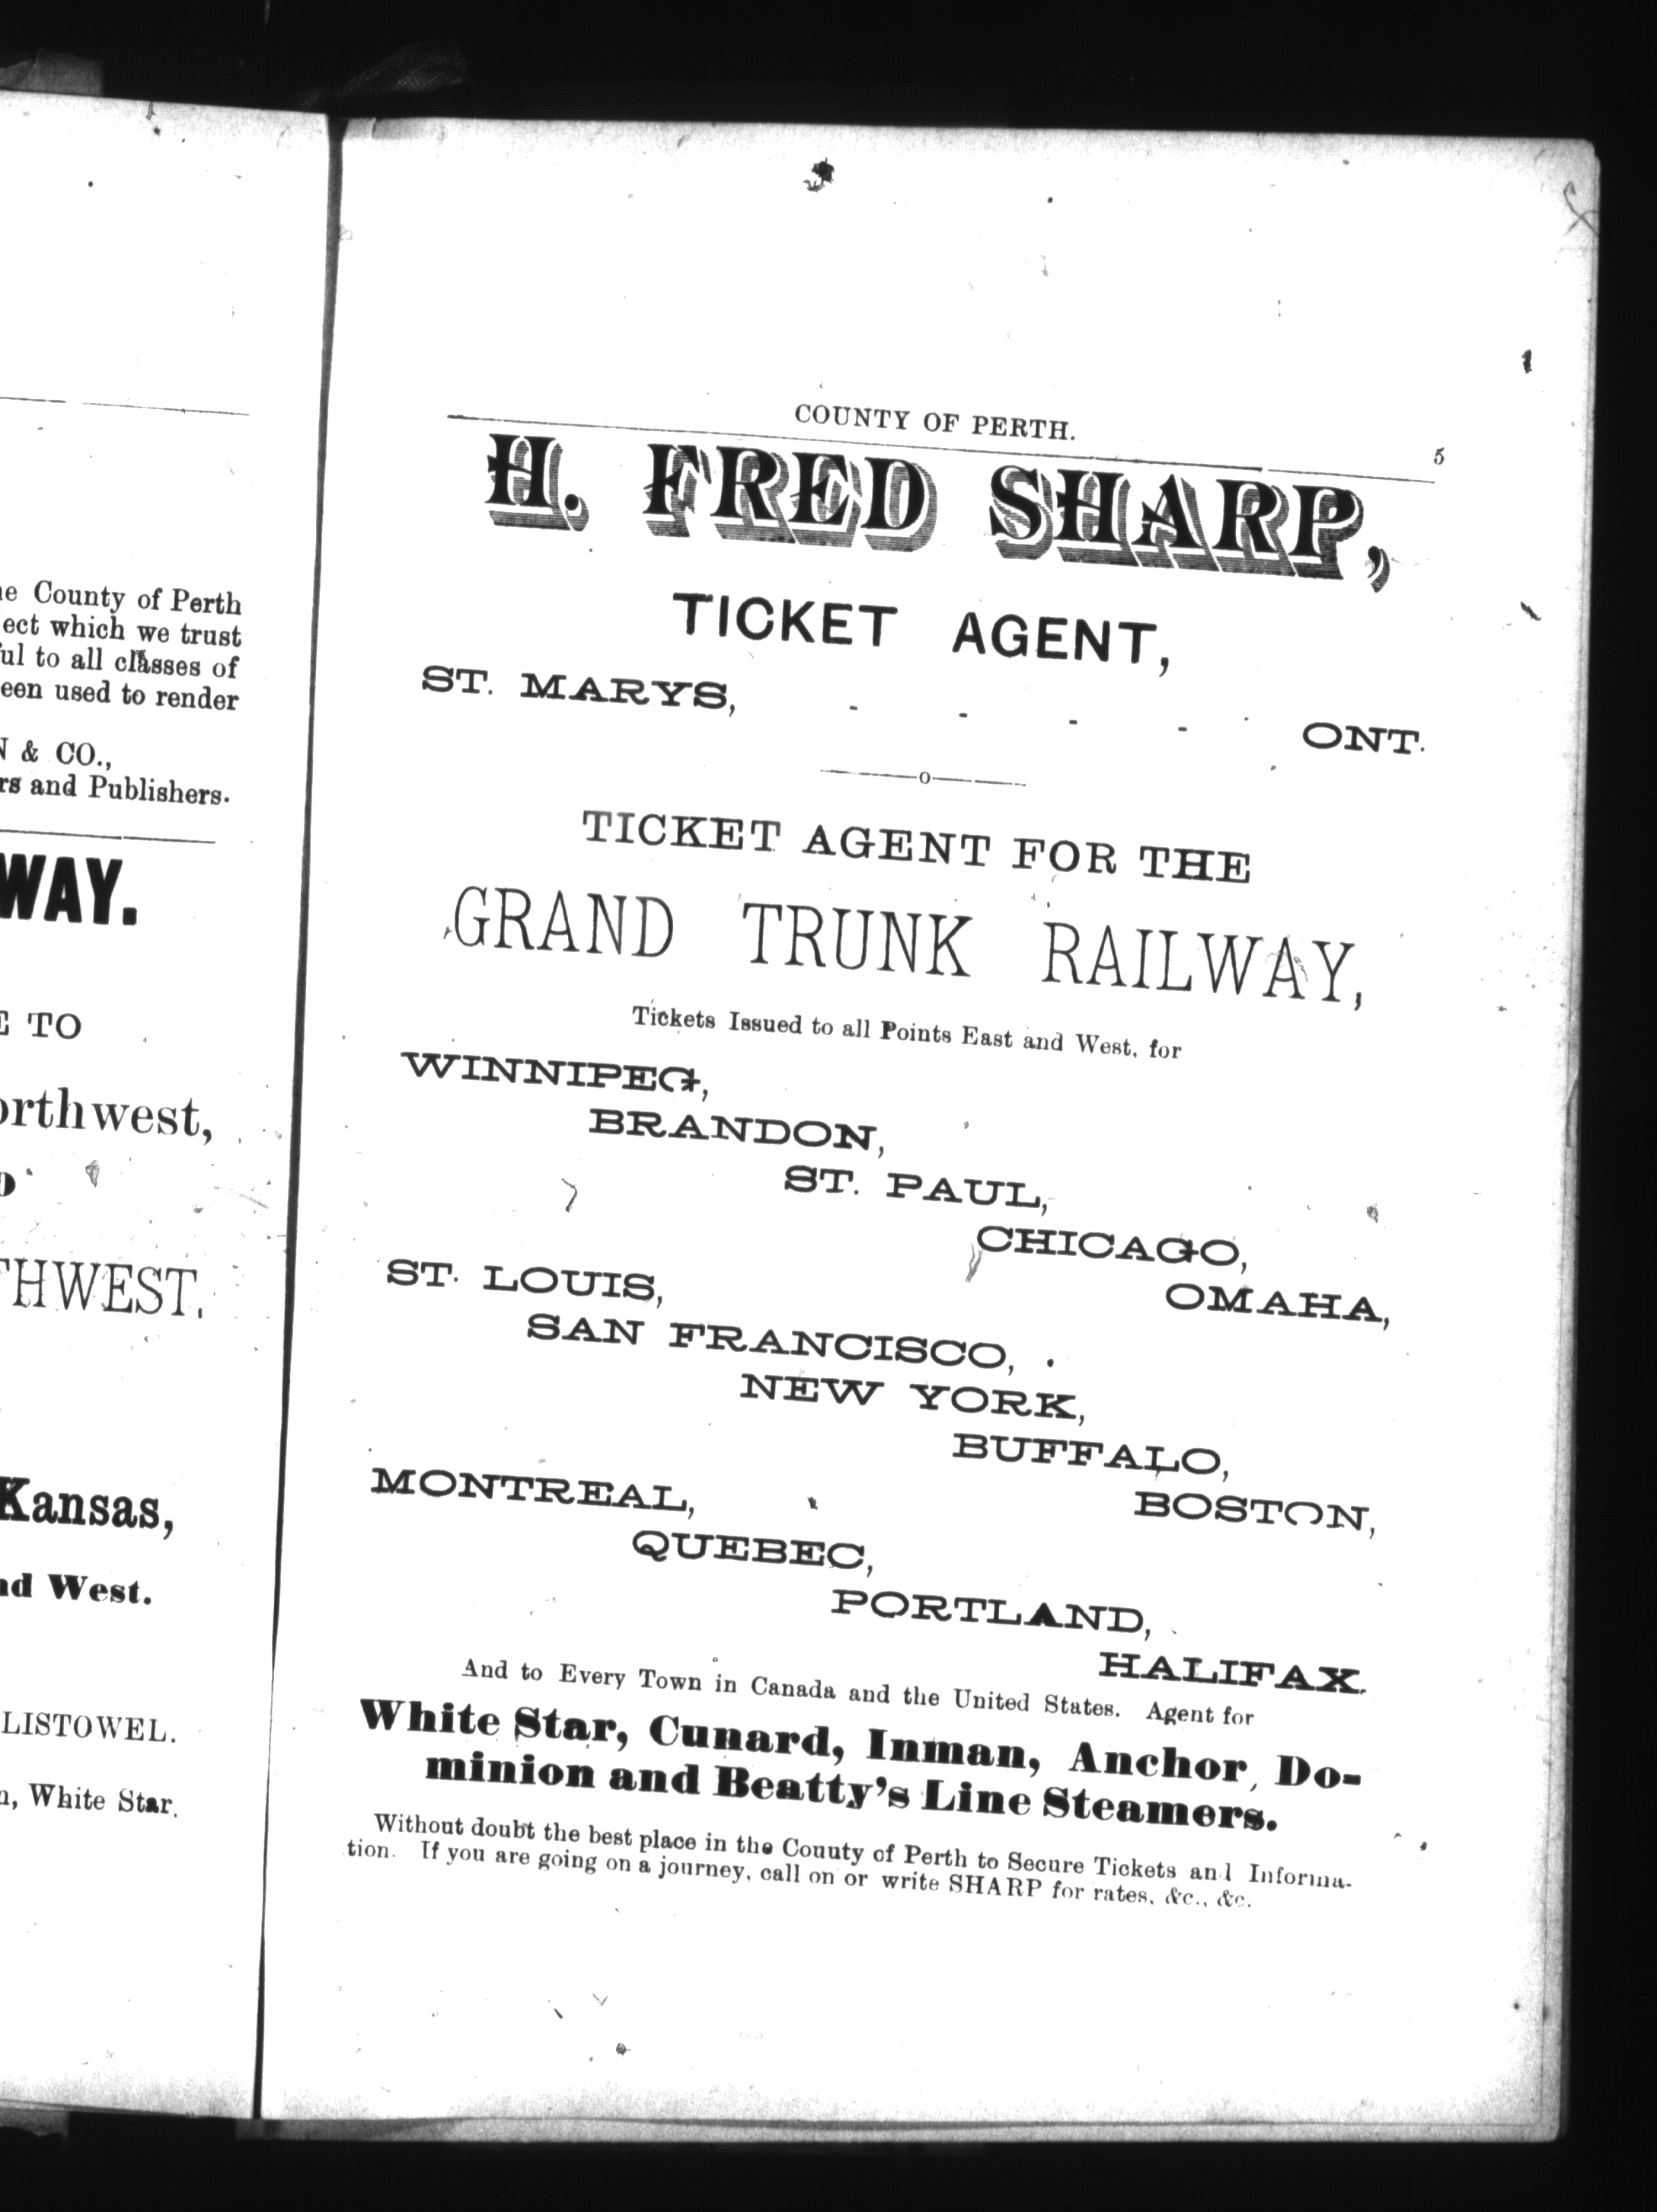 e County of Perth
ect which we trust
ul to all classes of
een used to render
N & CO.,
rs and Publishers.
WAY.
E TO
orthwest,
THWEST.
Kansas,
nd West.
LISTOWEL.
n, White Star.
COUNTY OF PERTH.
5
H. FRED SHARP,
TICKET AGENT,
ST. MARYS, - - - - ONT.
TICKET AGENT FOR THE
GRAND TRUNK RAILWAY,
Tickets Issued to all Points East and West, for
WINNIPEG,
BRANDON,
ST. PAUL,
CHICAGO,
OMAHA,
ST. LOUIS,
SAN FRANCISCO,
NEW YORK,
BUFFALO,
BOSTON,
MONTREAL,
QUEBEC,
PORTLAND,
HALIFAX.
And to Every Town in Canada and the United States. Agent for
White Star, Cunard, Inman, Anchor, Do-
minion and Beatty's Line Steamers.
Without doubt the best place in the Couuty of Perth to Secure Tickets and Informa-
tion. If you are going on a journey, call on or write SHARP for rates, &c., &c.